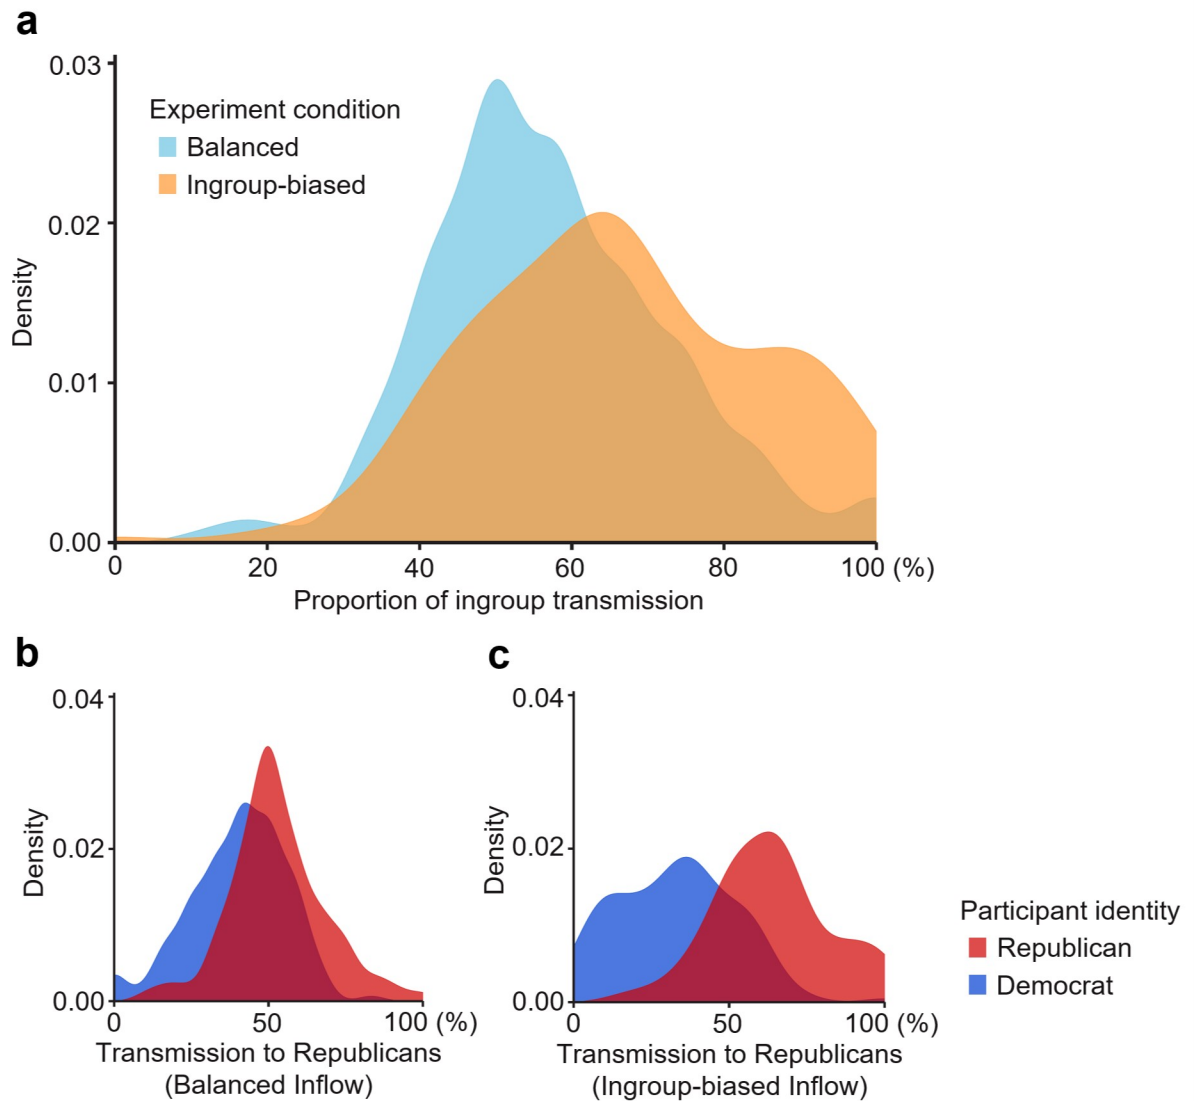 a
0.03
Experiment condition
Balanced
Ingroup-biased
0.02
Density
0.01
0.00
0 20 40 60 80 100 (%)
Proportion of ingroup transmission
b
0.04
Density
0.02
0.00
0 50 100 (%)
Transmission to Republicans
(Balanced Inflow)
c
0.04
Density
0.02
0.00
0 50 100 (%)
Transmission to Republicans
(Ingroup-biased Inflow)
Participant identity
Republican
Democrat